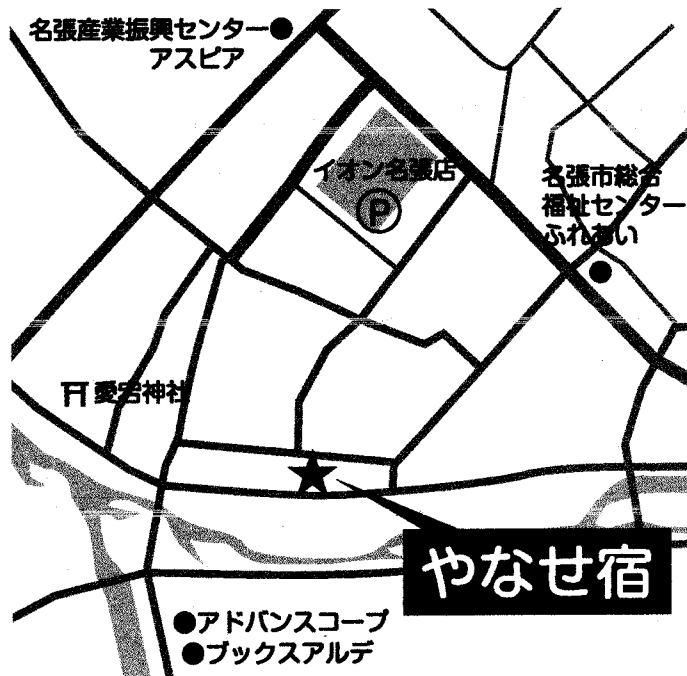 名張産業振興センター
アスピア
イオン名張店
P
名張市総合
福祉センター
ふれあい
愛宕神社
やなせ宿
アドバンスコープ
ブックスアルデ